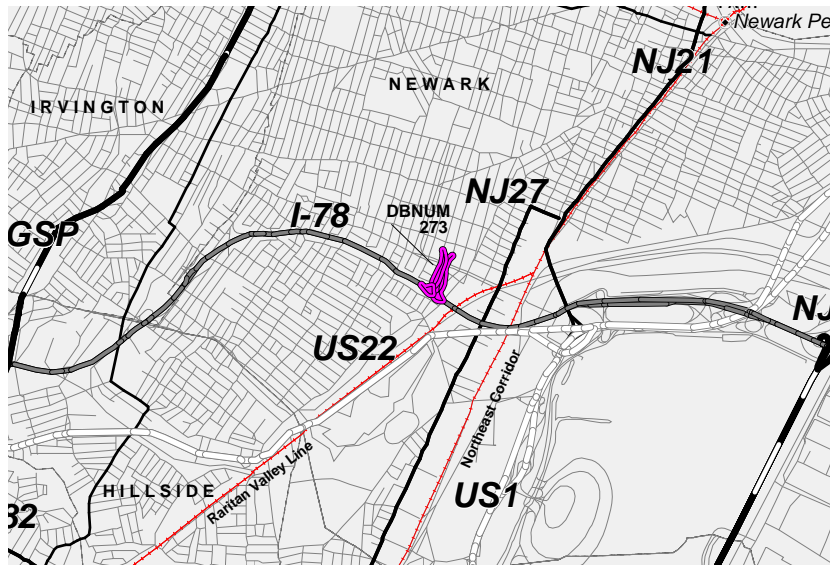 Newark Pe
NJ21
NEWARK
IRVINGTON
NJ27
I-78
DBNUM
273
GSP
NJ
US22
Northeast Corridor
Raritan Valley Line
HILLSIDE
US1
82